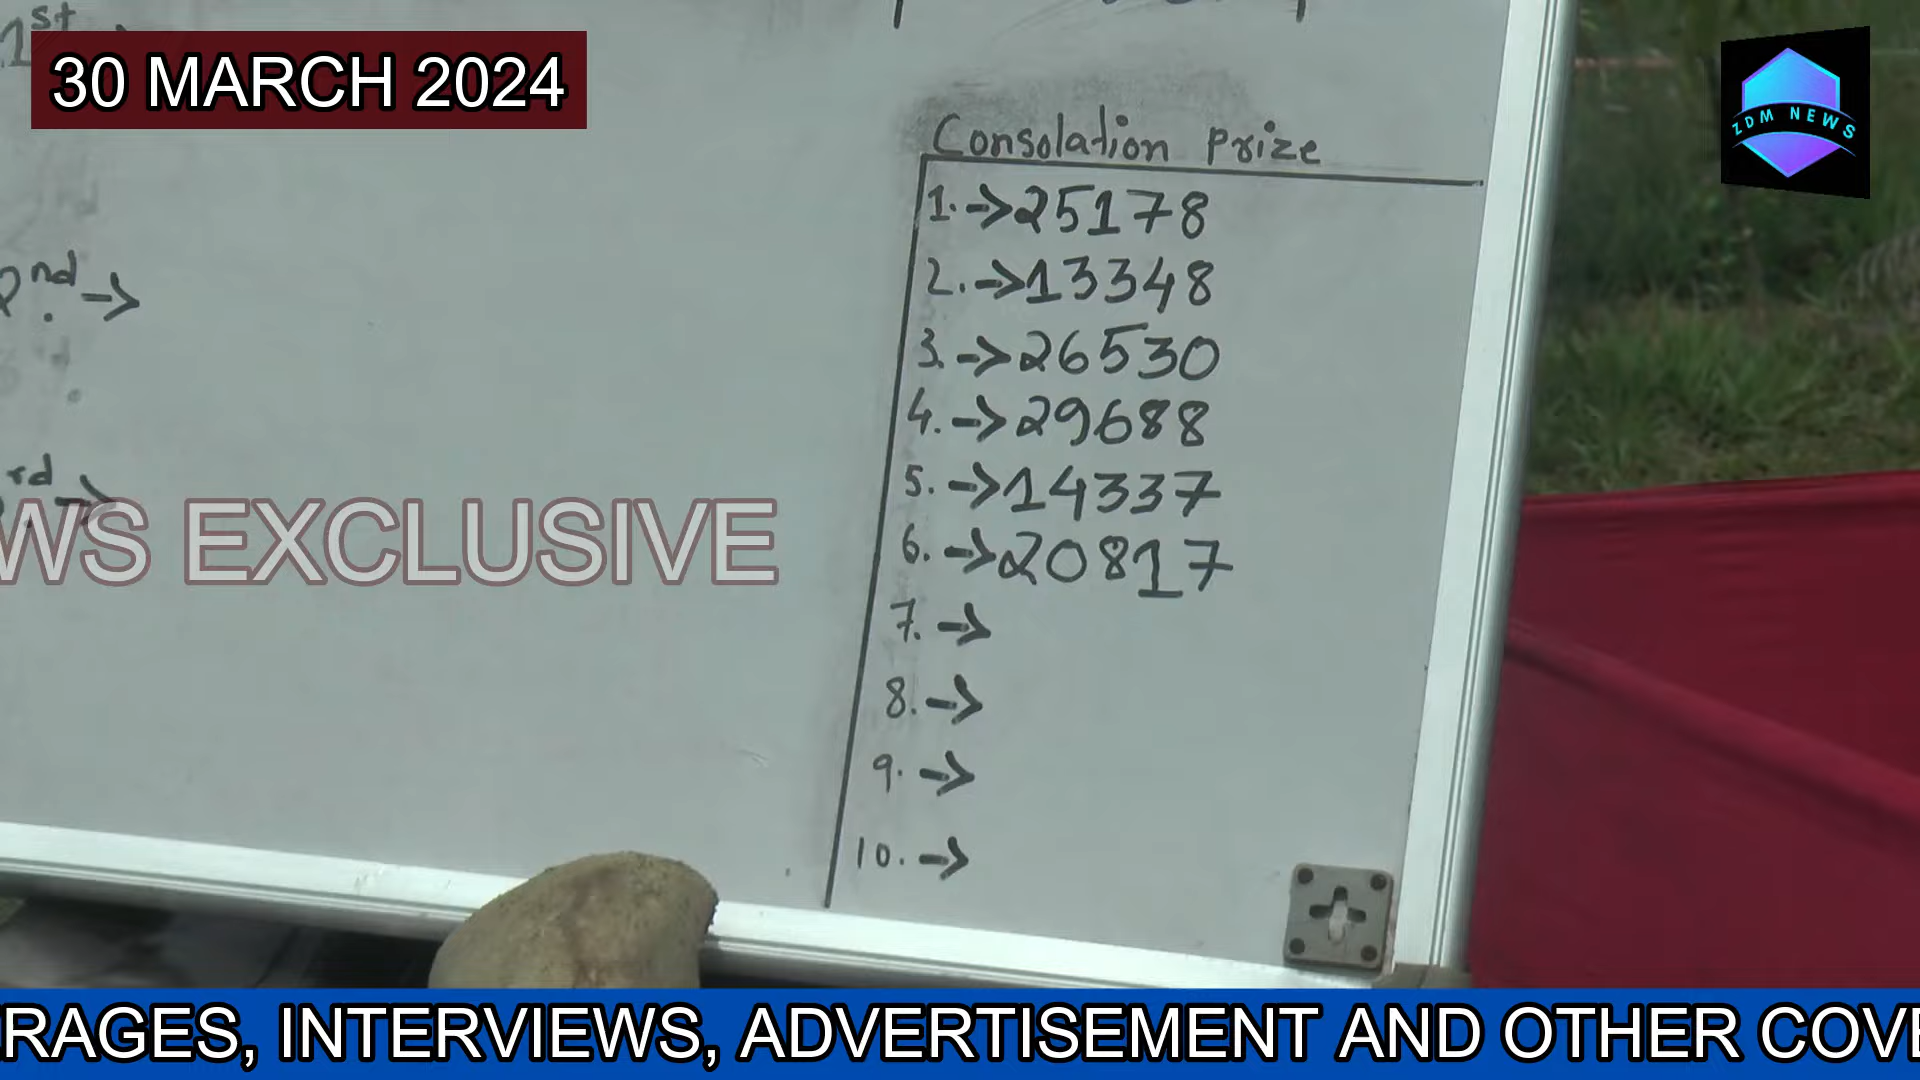 1st
30 MARCH 2024
ZDM NEWS
Consolation Prize
1. -> 25178
2. -> 13348
3. -> 26530
4. -> 29688
5. -> 14337
6. -> 20817
7. ->
8. ->
9. ->
10. ->
2nd ->
rd ->
WS EXCLUSIVE
RAGES, INTERVIEWS, ADVERTISEMENT AND OTHER COVE